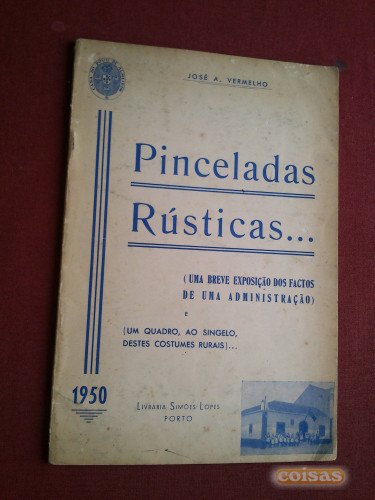 JOSÉ A. VERMELHO
Pinceladas
Rústicas...
(UMA BREVE EXPOSIÇÃO DOS FACTOS
DE UMA ADMINISTRAÇÃO)
E
(UM QUADRO, AO SINGELO,
DESTES COSTUMES RURAIS)...
1950
LIVRARIA SIMÕES LOPES
PORTO
coisas